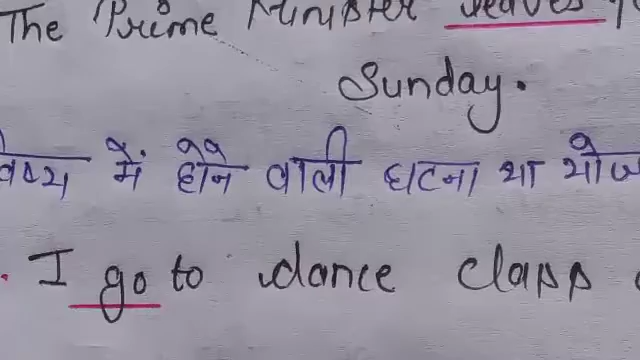 The Prime Minister leaves
Sunday.
में होने वाली घटना या
I go to dance class